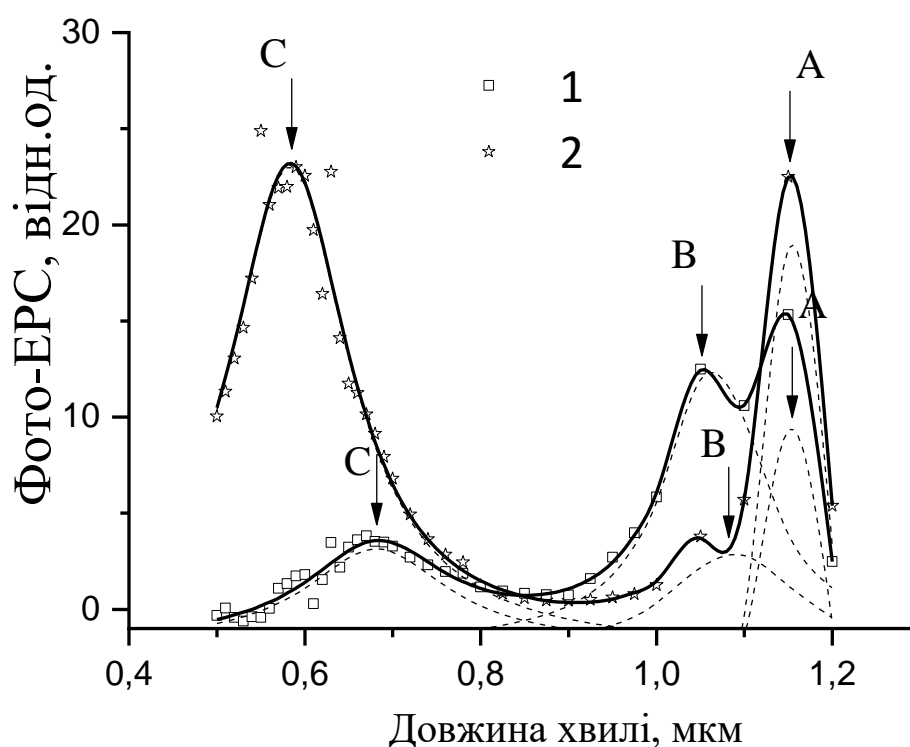 30
20
10
0
0,4
0,6
0,8
1,0
1,2
Фото-ЕРС, відн.од.
Довжина хвилі, мкм
1
2
C
A
B
A
B
C